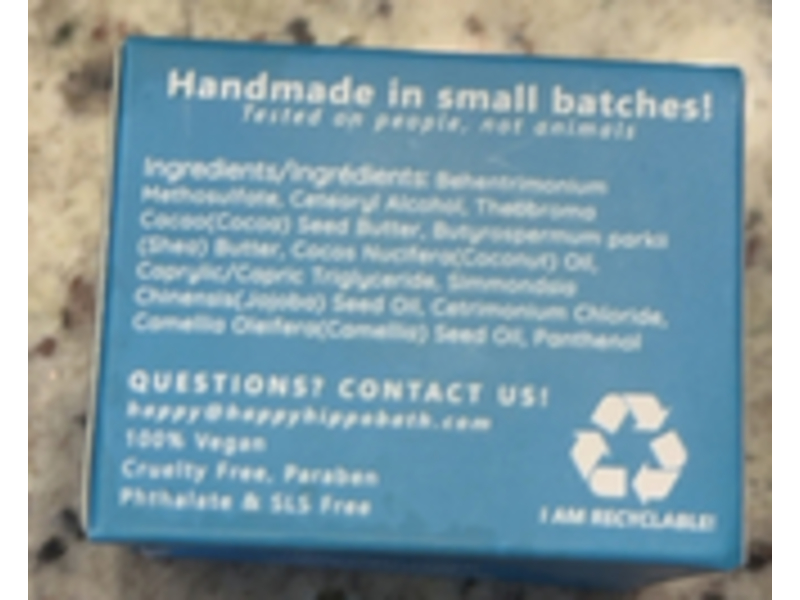 Handmade in small batches!
Tested on people, not animals
Ingredients/Ingrédients: Behentrimonium
Methosulfate, Cetearyl Alcohol, Theobroma
Cacao(Cocoa) Seed Butter, Butyrospermum parkii
(Shea) Butter, Cocos Nucifera(Coconut) Oil,
Caprylic/Capric Triglyceride, Simmondsia
Chinensis(Jojoba) Seed Oil, Cetrimonium Chloride,
Camellia Oleifera(Camellia) Seed Oil, Panthenol
QUESTIONS? CONTACT US!
happy@happyhippobath.com
100% Vegan
Cruelty Free, Paraben
Phthalate & SLS Free
I AM RECYCLABLE!